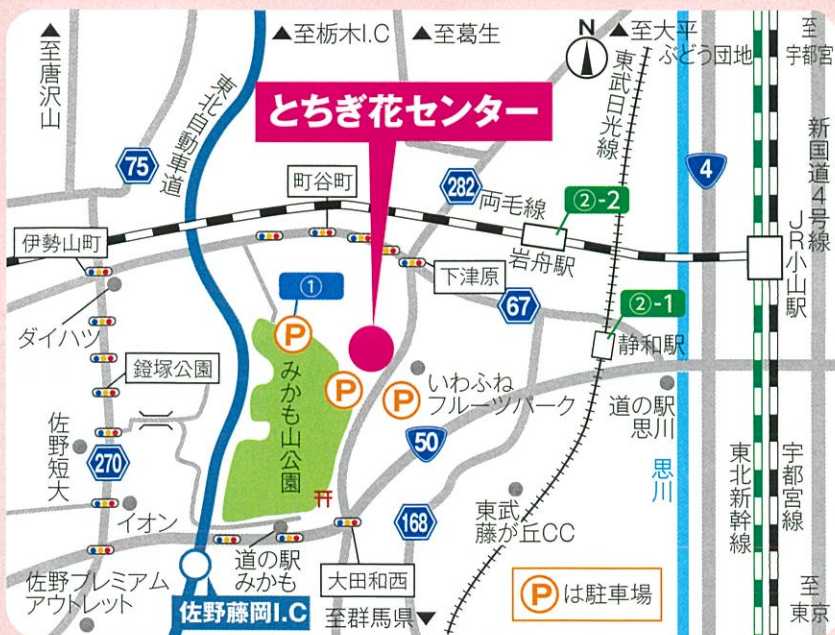 ▲至唐沢山
▲至栃木I.C
▲至葛生
N
▲至大平
ぶどう団地
至宇都宮
東北自動車道
とちぎ花センター
東武日光線
新国道4号線
75
町谷町
282
両毛線
②-2
4
伊勢山町
岩舟駅
JR小山駅
下津原
①
67
②-1
ダイハツ
P
静和駅
鐙塚公園
みかも山公園
P
P
いわふね
フルーツパーク
道の駅
思川
佐野短大
270
50
思川
東北新幹線
宇都宮線
イオン
168
東武
藤が丘CC
道の駅
みかも
大田和西
佐野プレミアム
アウトレット
佐野藤岡I.C
至群馬県▼
Pは駐車場
至東京